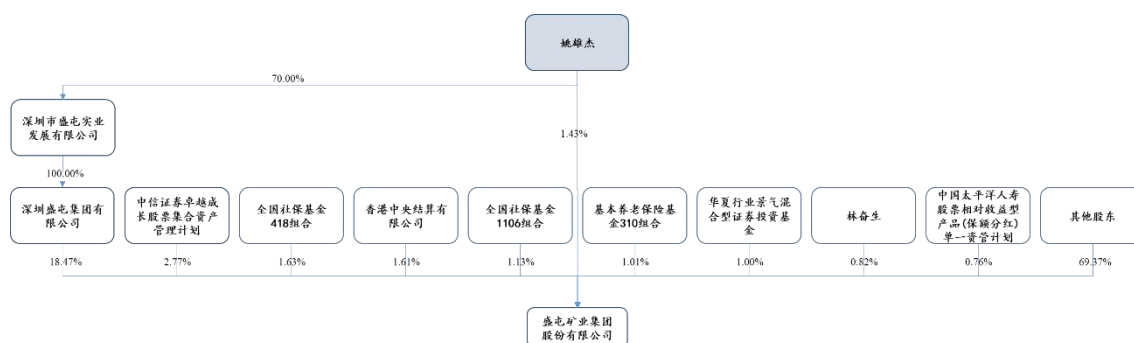 姚雄杰
70.00%
深圳市盛屯实业
发展有限公司
1.43%
100.00%
深圳盛屯集团有
限公司
中信证券卓越成
长股票集合资产
管理计划
全国社保基金
418组合
香港中央结算有
限公司
全国社保基金
1106组合
基本养老保险基
金310组合
华夏行业景气混
合型证券投资基
金
林奋生
中国太平洋人寿
股票相对收益型
产品(保额分红)
单一资管计划
其他股东
18.47%
2.77%
1.63%
1.61%
1.13%
1.01%
1.00%
0.82%
0.76%
69.37%
盛屯矿业集团
股份有限公司